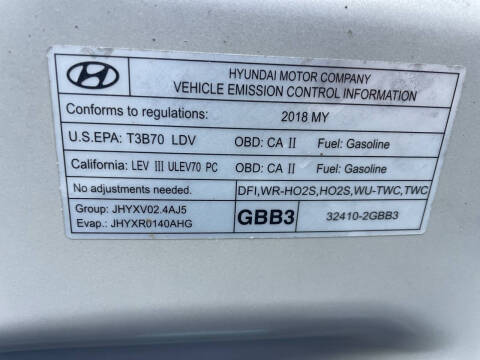 HYUNDAI MOTOR COMPANY
VEHICLE EMISSION CONTROL INFORMATION
Conforms to regulations: 2018 MY
U.S.EPA: T3B70 LDV OBD: CA II Fuel: Gasoline
California: LEV III ULEV70 PC OBD: CA II Fuel: Gasoline
No adjustments needed. DFI,WR-HO2S,HO2S,WU-TWC,TWC
Group: JHYXV02.4AJ5
Evap.: JHYXR0140AHG
GBB3
32410-2GBB3